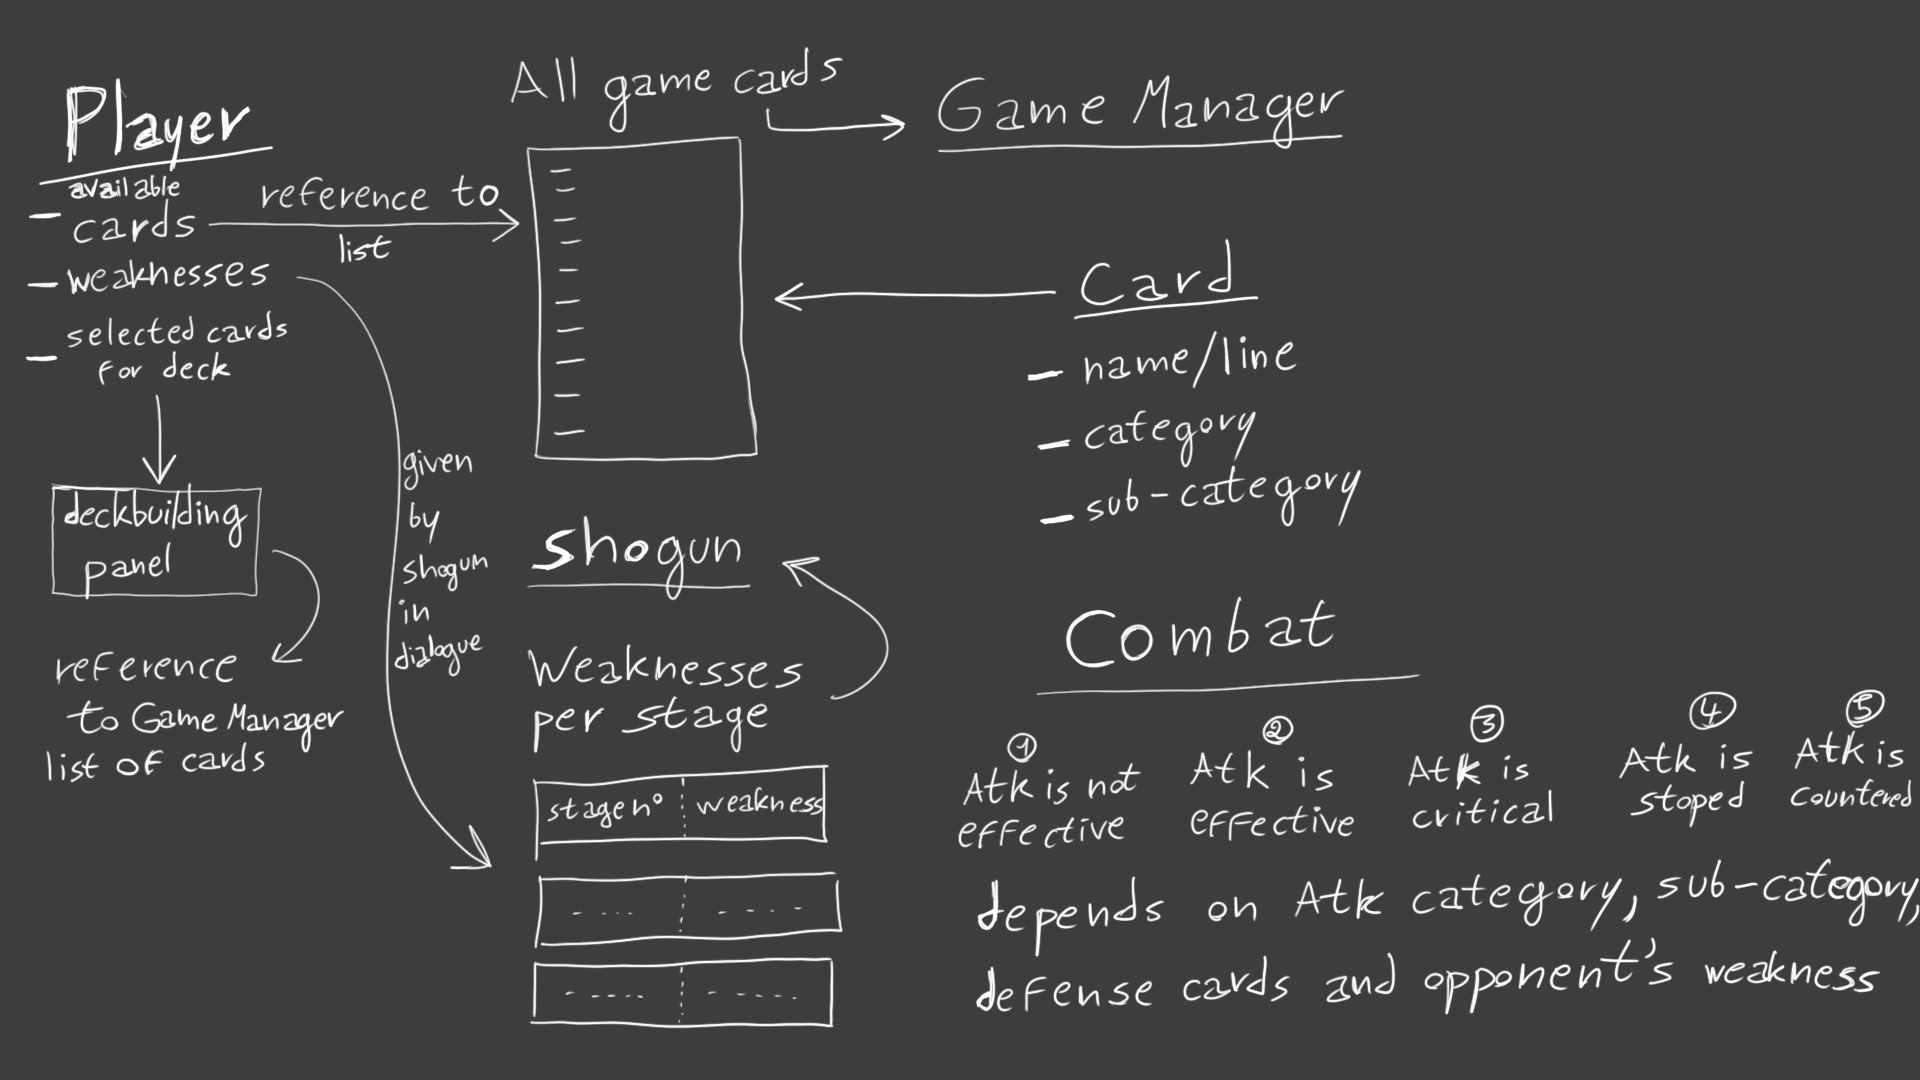 Player
available
- cards
- weaknesses
- selected cards
for deck
deckbuilding
panel
reference
to Game Manager
list of cards
reference to
list
given
by
shogun
in
dialogue
All game cards
Game Manager
Card
- name/line
- category
- sub-category
shogun
Weaknesses
per stage
stage n° weakness
Combat
1
Atk is not
effective
2
Atk is
effective
3
Atk is
critical
4
Atk is
stoped
5
Atk is
countered
depends on Atk category, sub-category,
defense cards and opponent's weakness